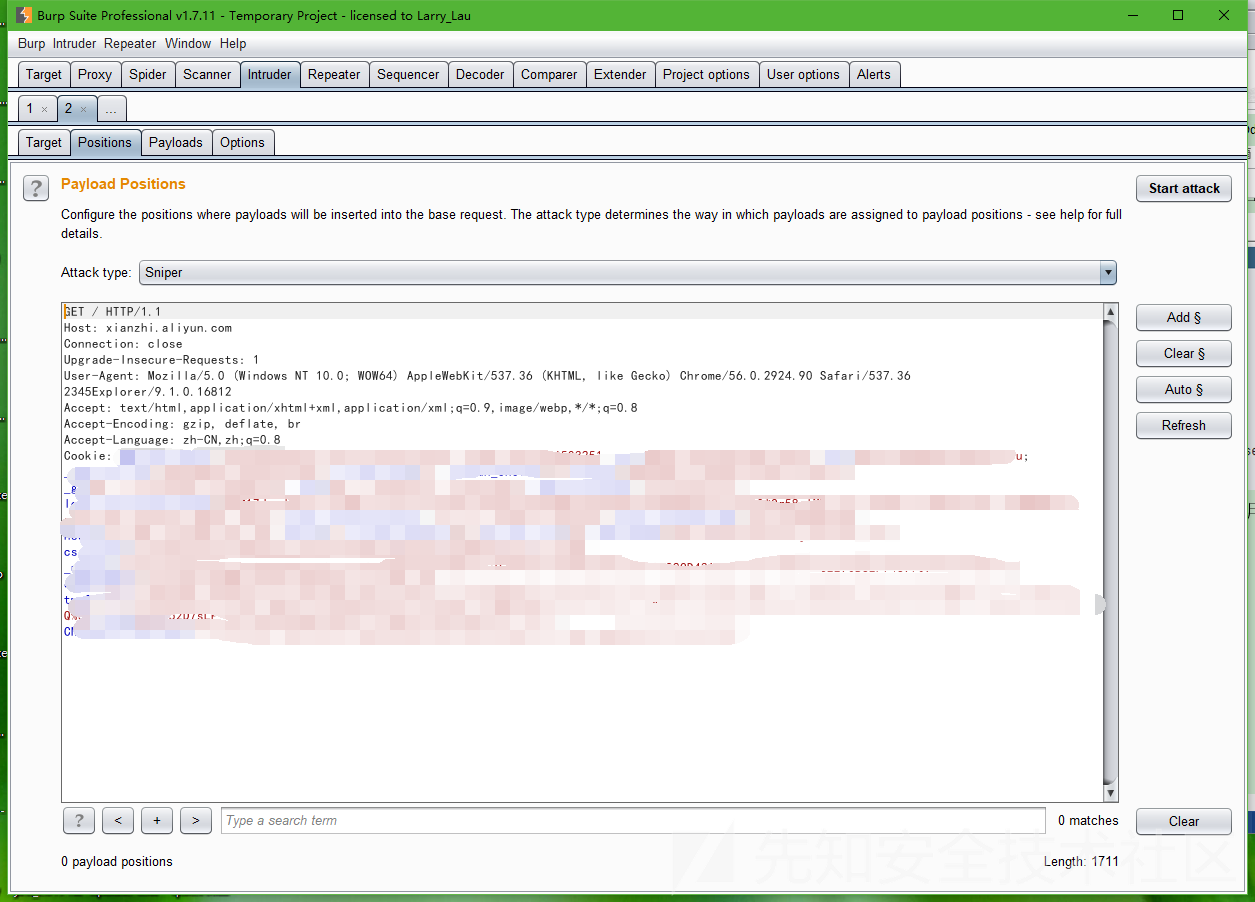 Burp Suite Professional v1.7.11 - Temporary Project - licensed to Larry_Lau
Burp Intruder Repeater Window Help
Target Proxy Spider Scanner Intruder Repeater Sequencer Decoder Comparer Extender Project options User options Alerts
1 × 2 × ...
Target Positions Payloads Options
? Payload Positions
Start attack
Configure the positions where payloads will be inserted into the base request. The attack type determines the way in which payloads are assigned to payload positions - see help for full
details.
Attack type: Sniper
GET / HTTP/1.1
Host: xianzhi.aliyun.com
Connection: close
Upgrade-Insecure-Requests: 1
User-Agent: Mozilla/5.0 (Windows NT 10.0; WOW64) AppleWebKit/537.36 (KHTML, like Gecko) Chrome/56.0.2924.90 Safari/537.36
2345Explorer/9.1.0.16812
Accept: text/html,application/xhtml+xml,application/xml;q=0.9,image/webp,*/*;q=0.8
Accept-Encoding: gzip, deflate, br
Accept-Language: zh-CN,zh;q=0.8
Cookie: u;
cs
Add §
Clear §
Auto §
Refresh
? < + > Type a search term 0 matches Clear
0 payload positions Length: 1711
先知安全技术社区